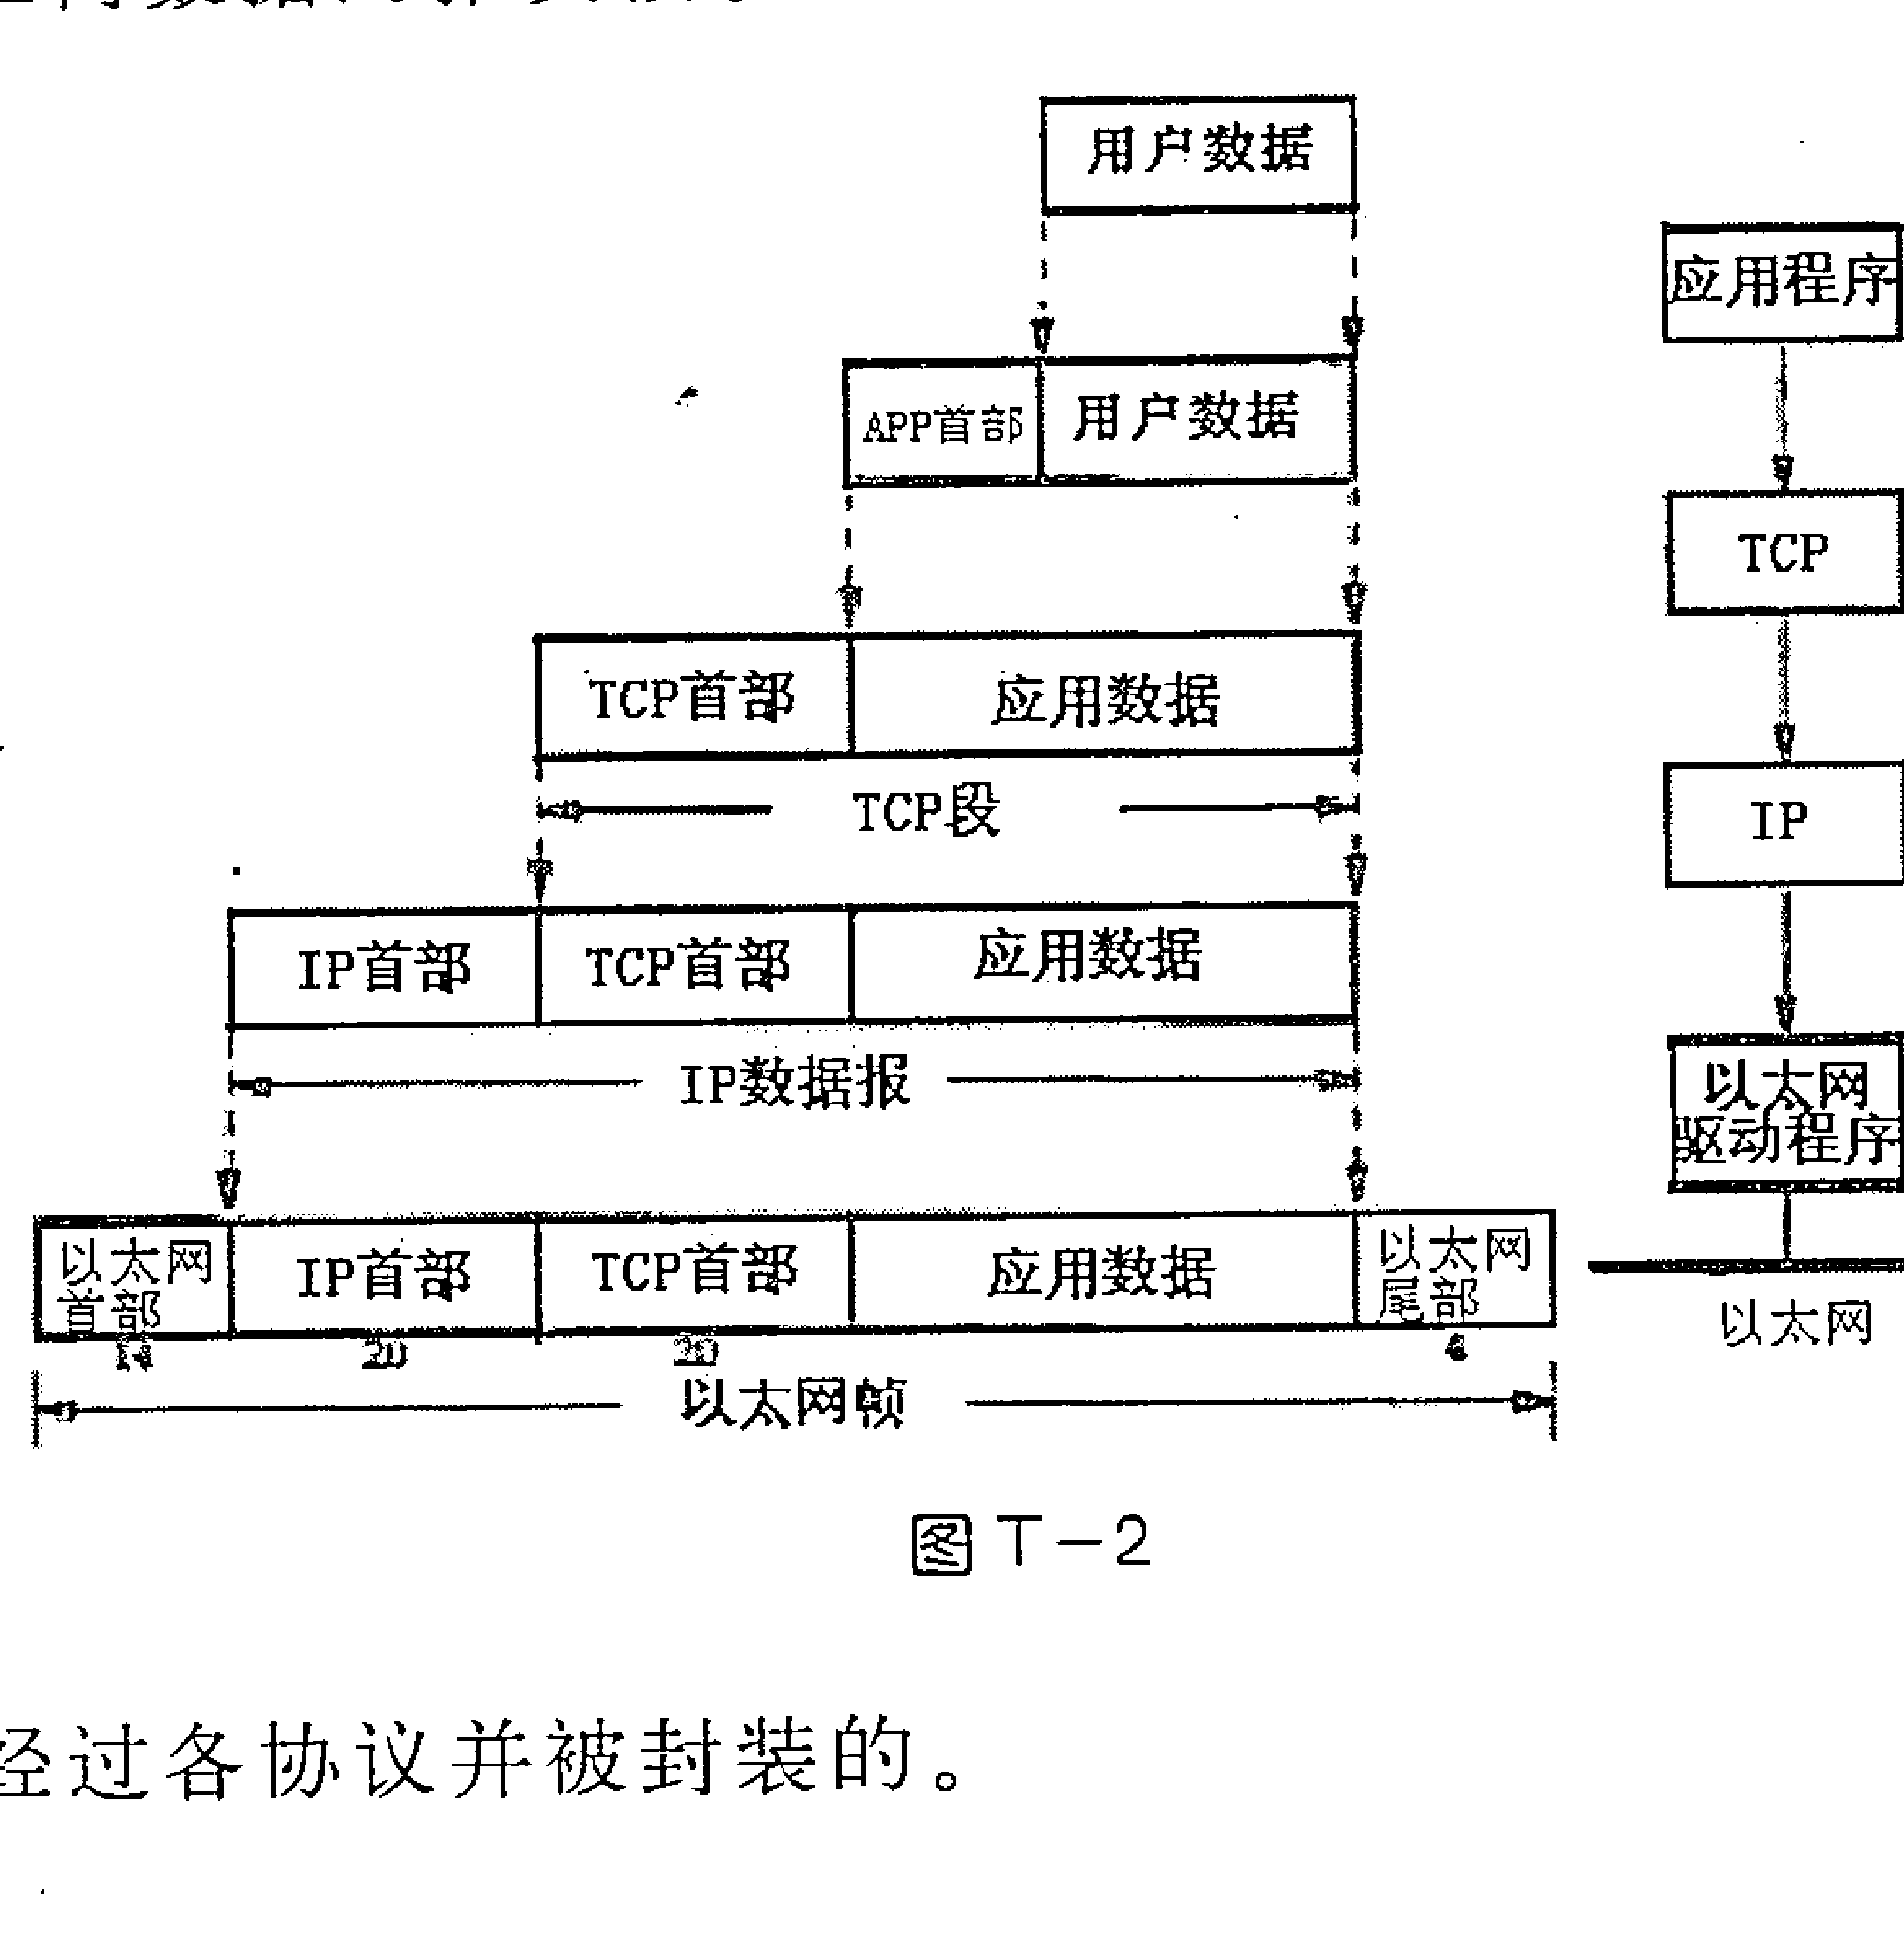 用户数据
应用程序
APP首部 用户数据
TCP
TCP首部 应用数据
TCP段
IP
IP首部 TCP首部 应用数据
IP数据报
以太网
驱动程序
以太网
首部 IP首部 TCP首部 应用数据 以太网
尾部
以太网
14 20 20
以太网帧
图T-2
经过各协议并被封装的。